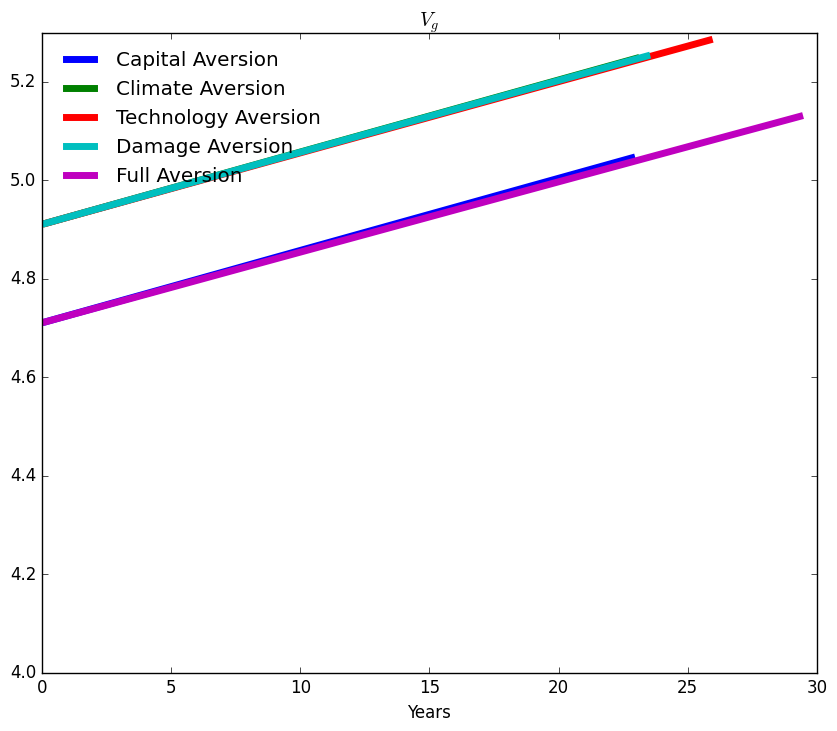 V_g
Capital Aversion
Climate Aversion
Technology Aversion
Damage Aversion
Full Aversion
5.2
5.0
4.8
4.6
4.4
4.2
4.0
0 5 10 15 20 25 30
Years